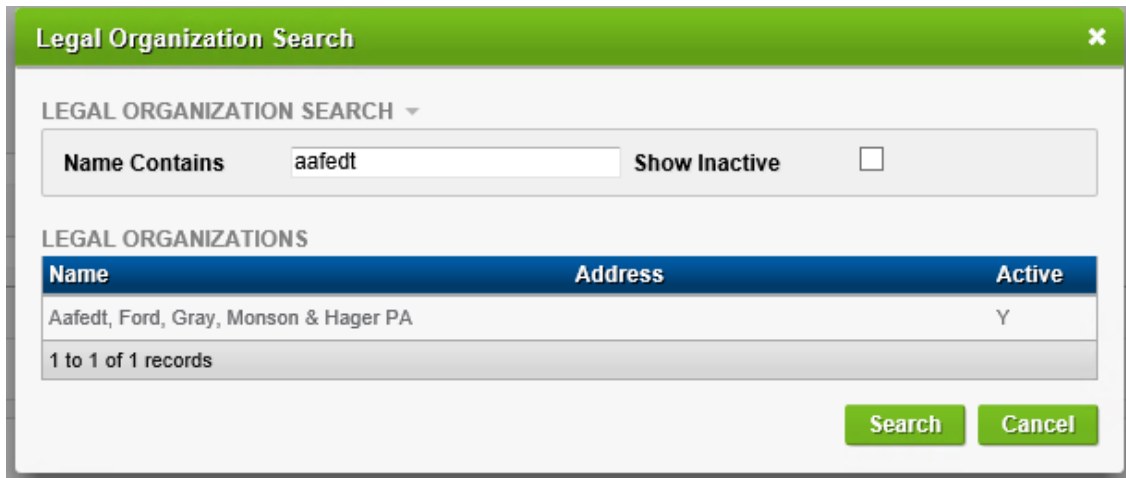 Legal Organization Search
LEGAL ORGANIZATION SEARCH
Name Contains aafedt Show Inactive
LEGAL ORGANIZATIONS
Name Address Active
Aafedt, Ford, Gray, Monson & Hager PA Y
1 to 1 of 1 records
Search Cancel